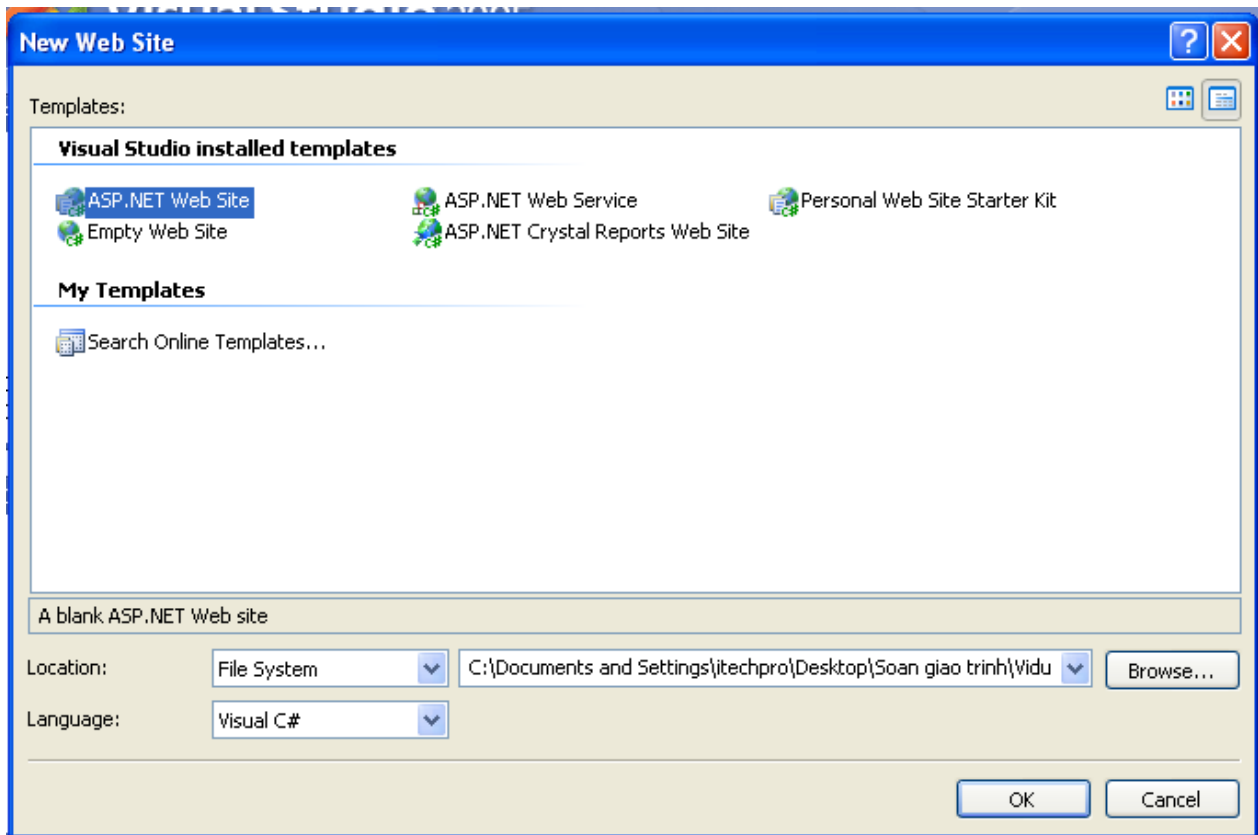 New Web Site
Templates:
Visual Studio installed templates
ASP.NET Web Site ASP.NET Web Service Personal Web Site Starter Kit
Empty Web Site ASP.NET Crystal Reports Web Site
My Templates
Search Online Templates...
A blank ASP.NET Web site
Location: File System C:\Documents and Settings\itechpro\Desktop\Soan giao trinh\Vidu Browse...
Language: Visual C#
OK Cancel